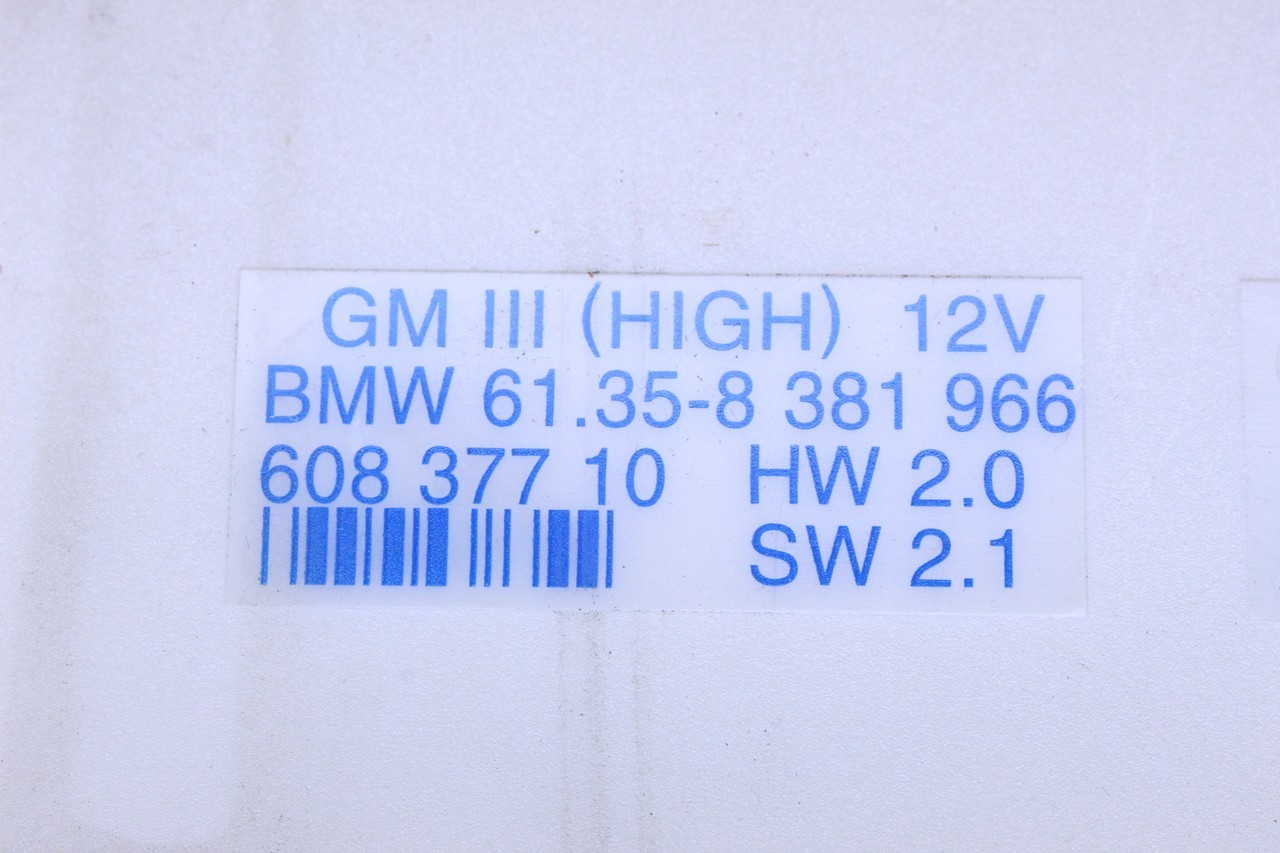 GM III (HIGH) 12V
BMW 61.35-8 381 966
608 377 10 HW 2.0
SW 2.1